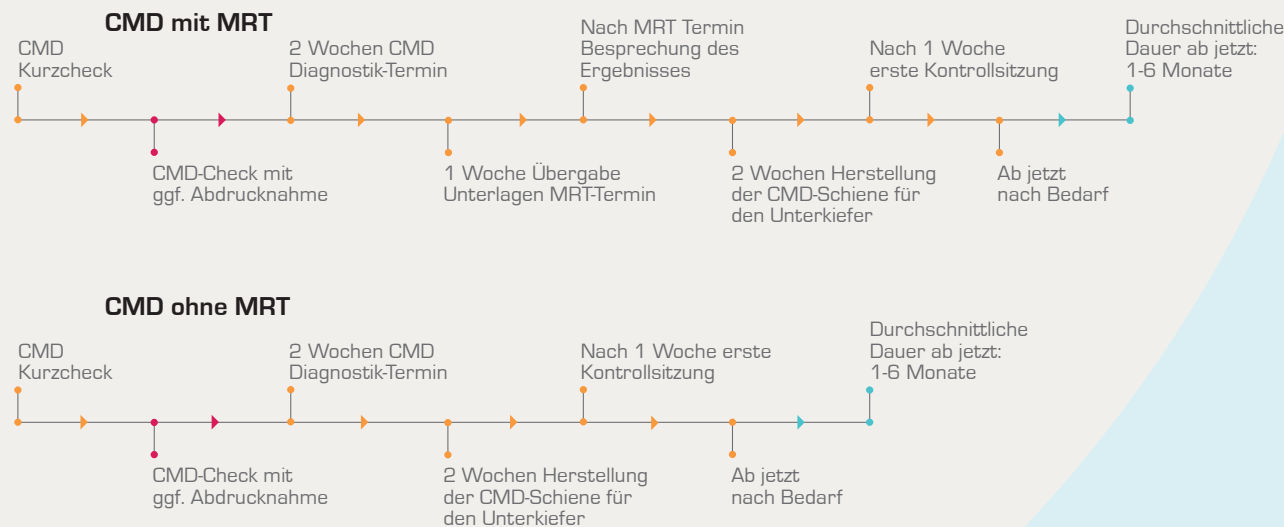 CMD mit MRT
CMD
Kurzcheck
CMD-Check mit
ggf. Abdrucknahme
2 Wochen CMD
Diagnostik-Termin
1 Woche Übergabe
Unterlagen MRT-Termin
Nach MRT Termin
Besprechung des
Ergebnisses
2 Wochen Herstellung
der CMD-Schiene für
den Unterkiefer
Nach 1 Woche
erste Kontrollsitzung
Ab jetzt
nach Bedarf
Durchschnittliche
Dauer ab jetzt:
1-6 Monate
CMD ohne MRT
CMD
Kurzcheck
CMD-Check mit
ggf. Abdrucknahme
2 Wochen CMD
Diagnostik-Termin
2 Wochen Herstellung
der CMD-Schiene für
den Unterkiefer
Nach 1 Woche erste
Kontrollsitzung
Ab jetzt
nach Bedarf
Durchschnittliche
Dauer ab jetzt:
1-6 Monate